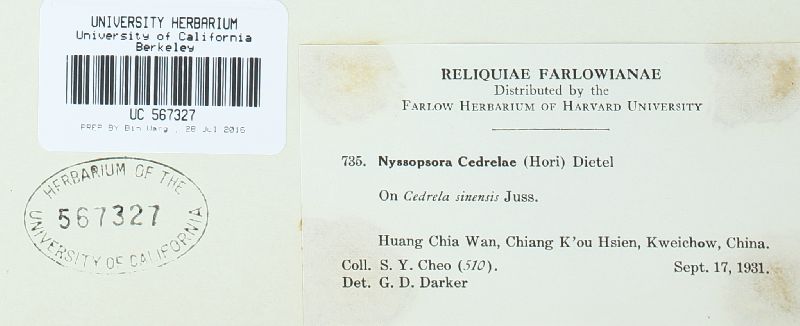 UNIVERSITY HERBARIUM
University of California
Berkeley
UC 567327
PREP BY Bin Wang , 28 Jul 2016
HERBARIUM OF THE
567327
UNIVERSITY OF CALIFORNIA
RELIQUIAE FARLOWIANAE
Distributed by the
FARLOW HERBARIUM OF HARVARD UNIVERSITY
735. Nyssopsora Cedrelae (Hori) Dietel
On Cedrela sinensis Juss.
Huang Chia Wan, Chiang K'ou Hsien, Kweichow, China.
Coll. S. Y. Cheo (510). Sept. 17, 1931.
Det. G. D. Darker